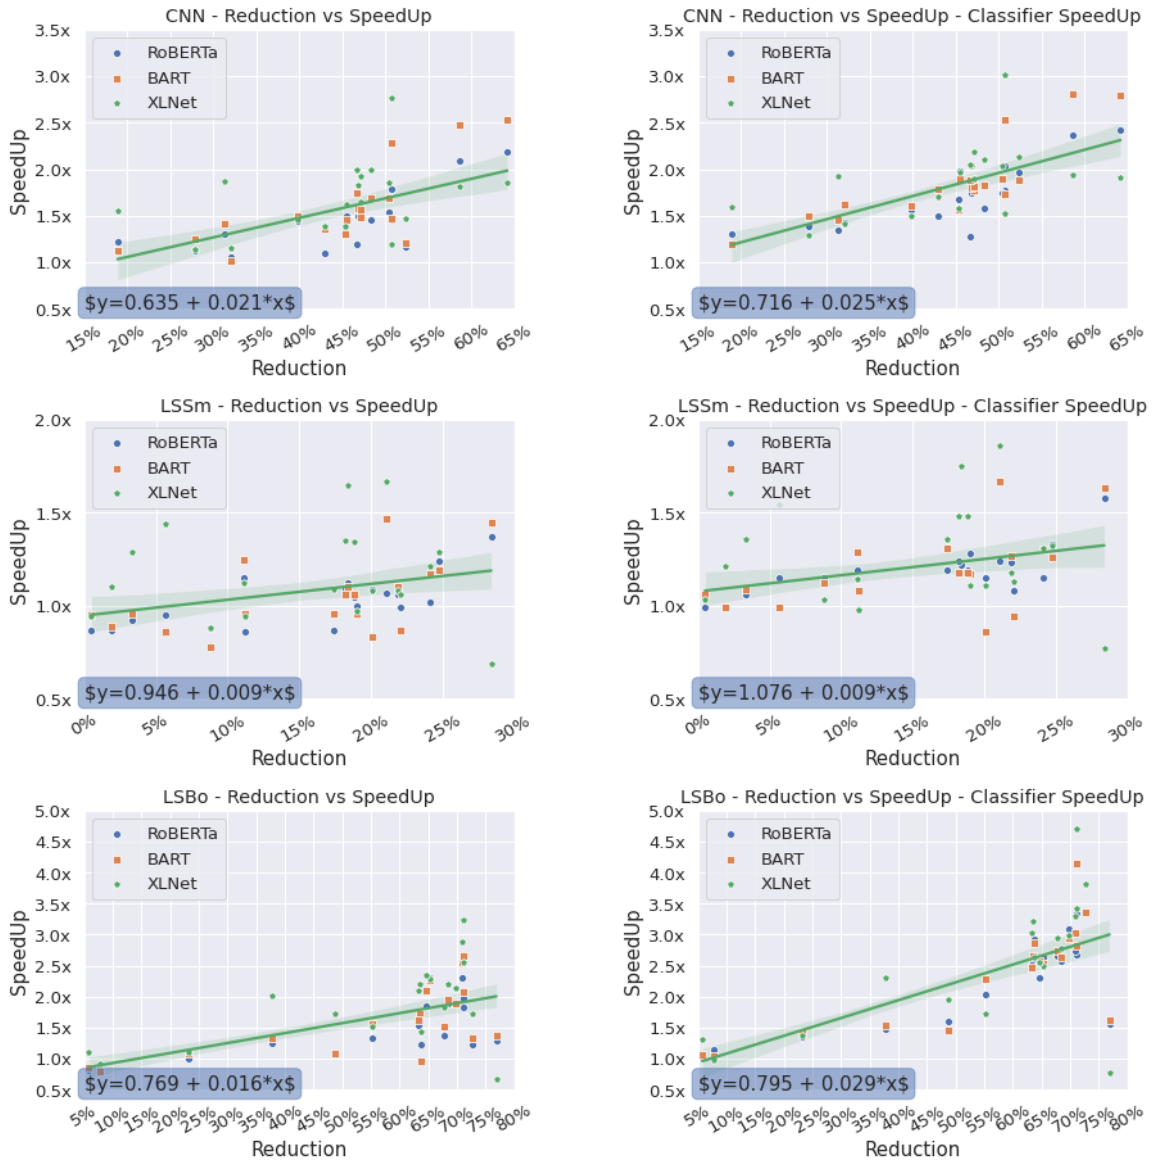 CNN - Reduction vs SpeedUp
3.5x
3.0x
2.5x
2.0x
1.5x
1.0x
0.5x
SpeedUp
RoBERTa
BART
XLNet
$y=0.635 + 0.021*x$
15% 20% 25% 30% 35% 40% 45% 50% 55% 60% 65%
Reduction
CNN - Reduction vs SpeedUp - Classifier SpeedUp
3.5x
3.0x
2.5x
2.0x
1.5x
1.0x
0.5x
SpeedUp
RoBERTa
BART
XLNet
$y=0.716 + 0.025*x$
15% 20% 25% 30% 35% 40% 45% 50% 55% 60% 65%
Reduction
LSSm - Reduction vs SpeedUp
2.0x
1.5x
1.0x
0.5x
SpeedUp
RoBERTa
BART
XLNet
$y=0.946 + 0.009*x$
0% 5% 10% 15% 20% 25% 30%
Reduction
LSSm - Reduction vs SpeedUp - Classifier SpeedUp
2.0x
1.5x
1.0x
0.5x
SpeedUp
RoBERTa
BART
XLNet
$y=1.076 + 0.009*x$
0% 5% 10% 15% 20% 25% 30%
Reduction
LSBo - Reduction vs SpeedUp
5.0x
4.5x
4.0x
3.5x
3.0x
2.5x
2.0x
1.5x
1.0x
0.5x
SpeedUp
RoBERTa
BART
XLNet
$y=0.769 + 0.016*x$
5% 10% 15% 20% 25% 30% 35% 40% 45% 50% 55% 60% 65% 70% 75% 80%
Reduction
LSBo - Reduction vs SpeedUp - Classifier SpeedUp
5.0x
4.5x
4.0x
3.5x
3.0x
2.5x
2.0x
1.5x
1.0x
0.5x
SpeedUp
RoBERTa
BART
XLNet
$y=0.795 + 0.029*x$
5% 10% 15% 20% 25% 30% 35% 40% 45% 50% 55% 60% 65% 70% 75% 80%
Reduction